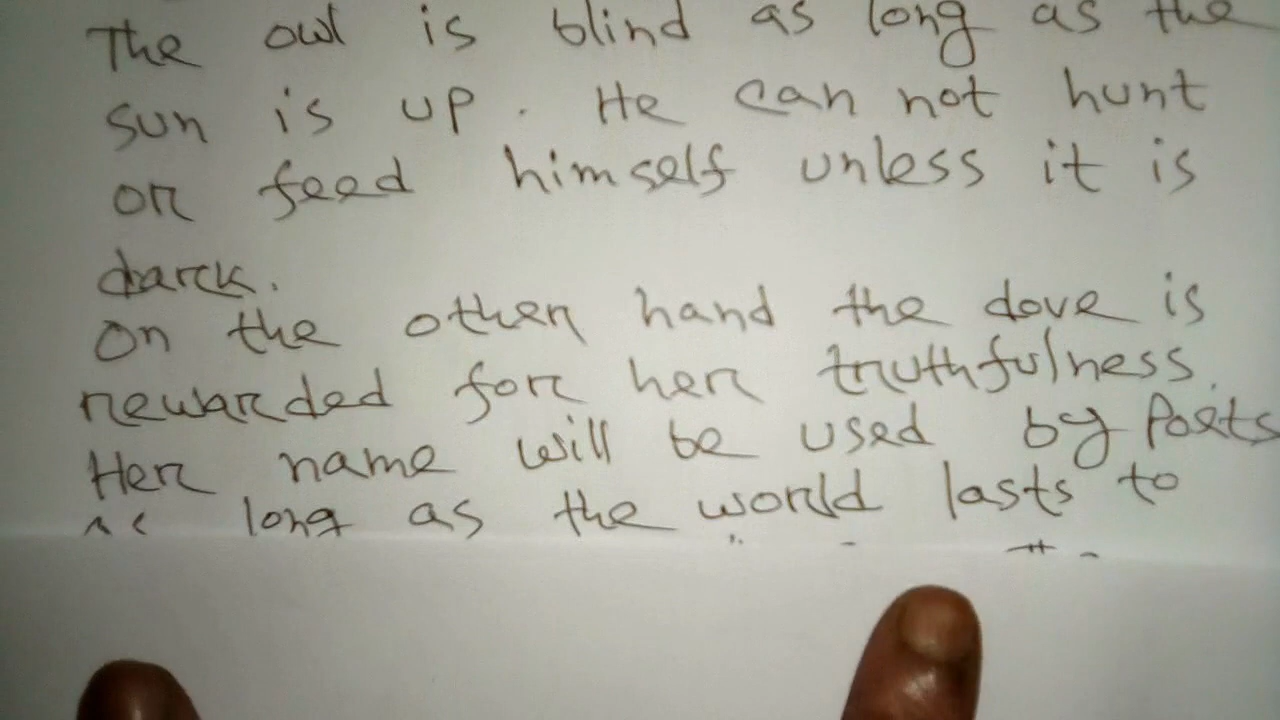 The owl is blind as long as the
sun is up. He can not hunt
or feed himself unless it is
darck.
On the other hand the dove is
rewarded for her truthfulness.
Her name will be used by Poets
as long as the world lasts to